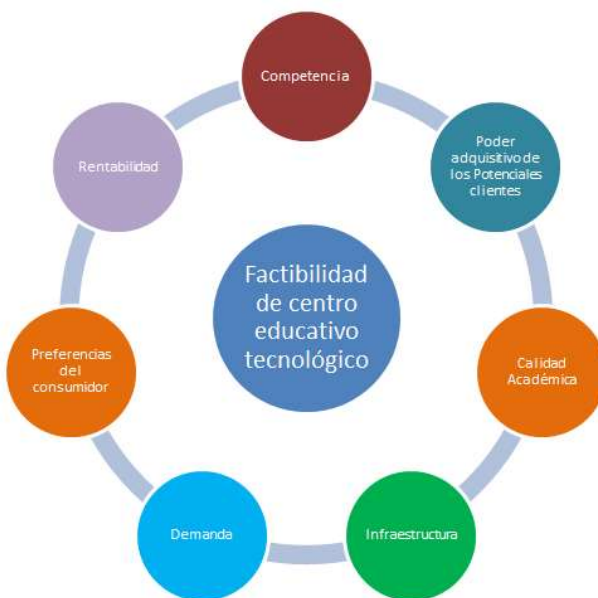 Competencia
Poder
adquisitivo de
los Potenciales
clientes
Rentabilidad
Factibilidad
de centro
educativo
tecnológico
Preferencias
del
consumidor
Calidad
Académica
Demanda
Infraestructura